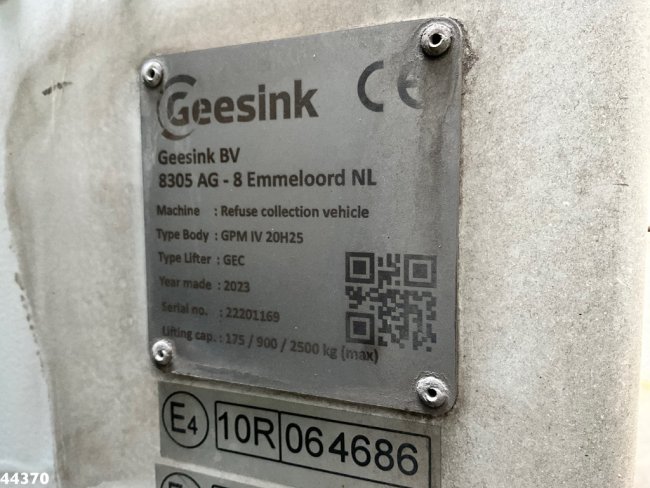 Geesink CE
Geesink BV
8305 AG - 8 Emmeloord NL
Machine : Refuse collection vehicle
Type Body : GPM IV 20H25
Type Lifter : GEC
Year made : 2023
Serial no. : 22201169
Lifting cap. : 175 / 900 / 2500 kg (max)
E4 10R 064686
44370